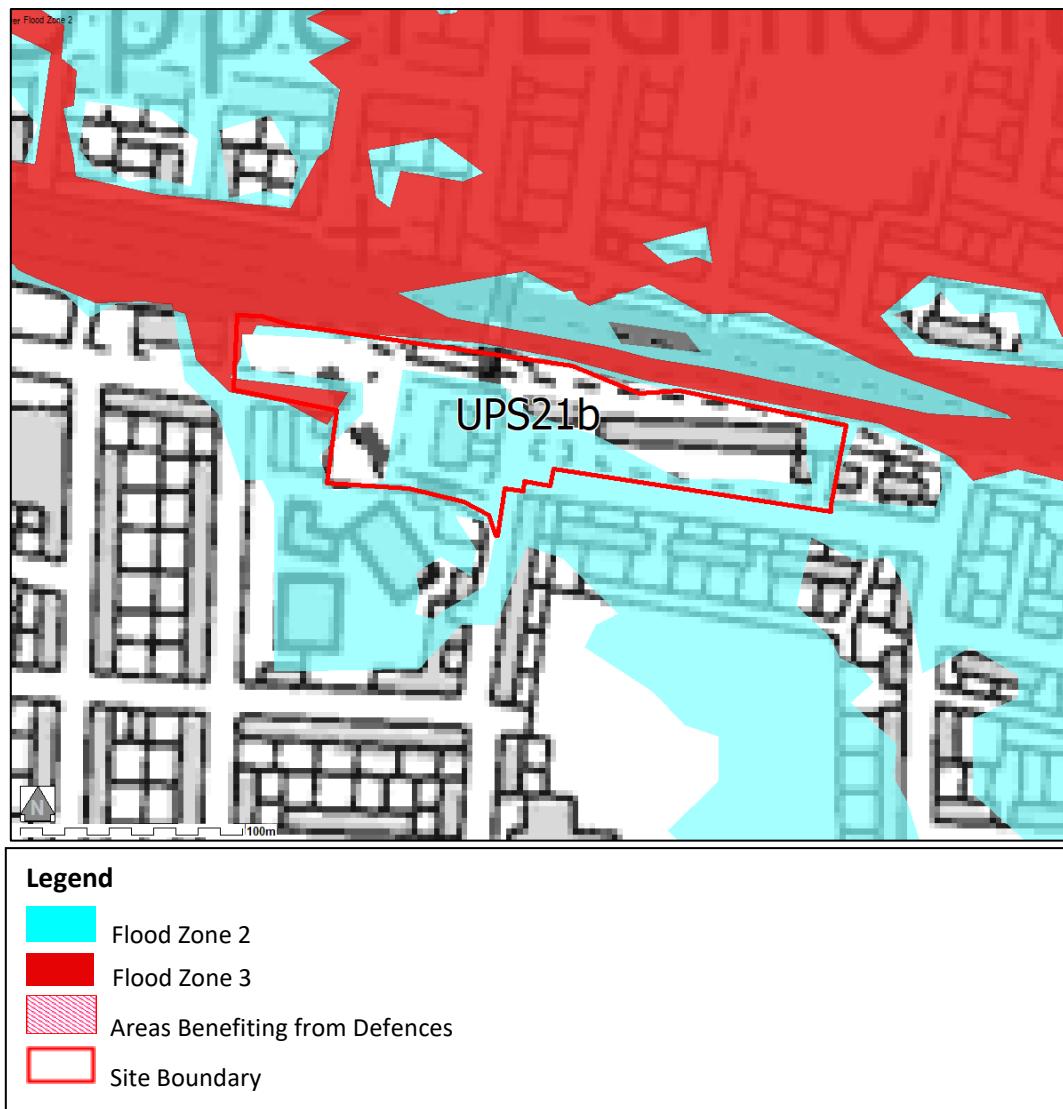 er Flood Zone 2
UPS21b
N
100m
Legend
Flood Zone 2
Flood Zone 3
Areas Benefiting from Defences
Site Boundary